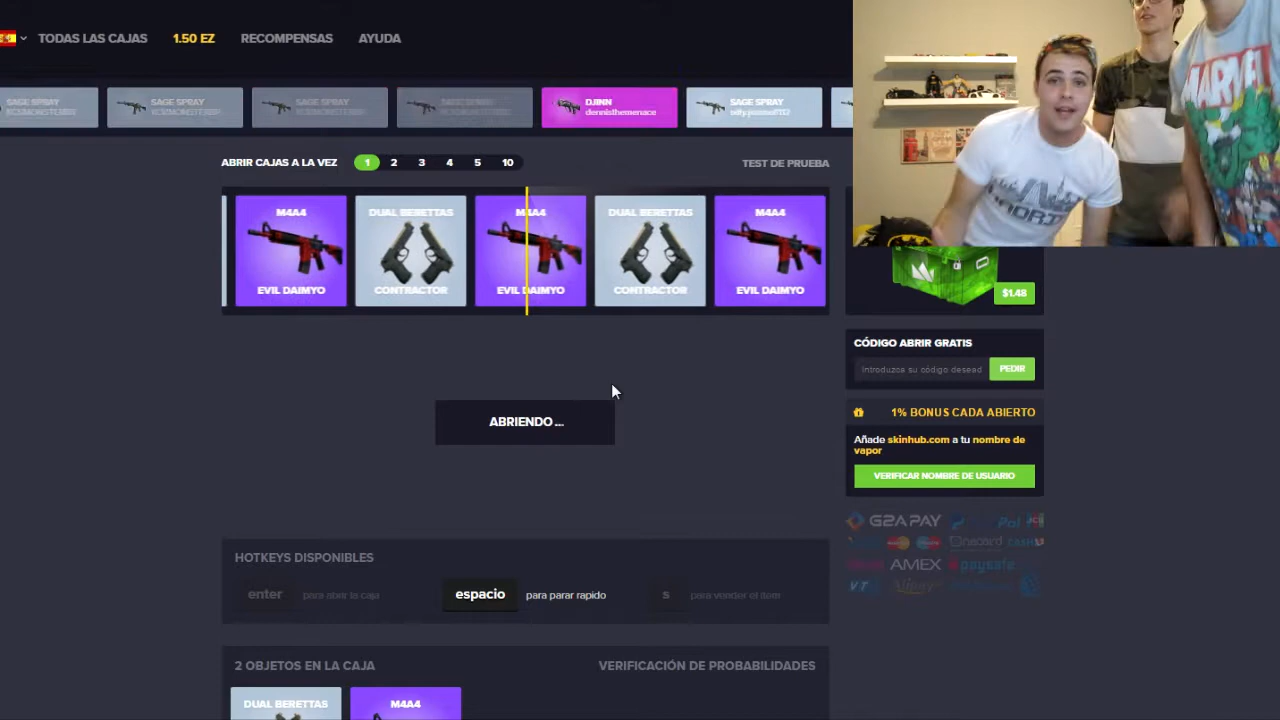 TODAS LAS CAJAS 1.50 EZ RECOMPENSAS AYUDA
SAGE SPRAY SAGE SPRAY SAGE SPRAY DJINN SAGE SPRAY
dennisthemenace
ABRIR CAJAS A LA VEZ 1 2 3 4 5 10 TEST DE PRUEBA
M4A4 DUAL BERETTAS M4A4 DUAL BERETTAS M4A4
EVIL DAIMYO CONTRACTOR EVIL DAIMYO CONTRACTOR EVIL DAIMYO
MARVEL
$1.48
CÓDIGO ABRIR GRATIS
Introduzca su código desead PEDIR
1% BONUS CADA ABIERTO
Añade skinhub.com a tu nombre de
vapor
VERIFICAR NOMBRE DE USUARIO
ABRIENDO ...
G2A PAY PayPal JCB
CASHU
AMEX paysafe
Alipay
HOTKEYS DISPONIBLES
enter para abrir la caja espacio para parar rapido s para vender el item
2 OBJETOS EN LA CAJA VERIFICACIÓN DE PROBABILIDADES
DUAL BERETTAS M4A4